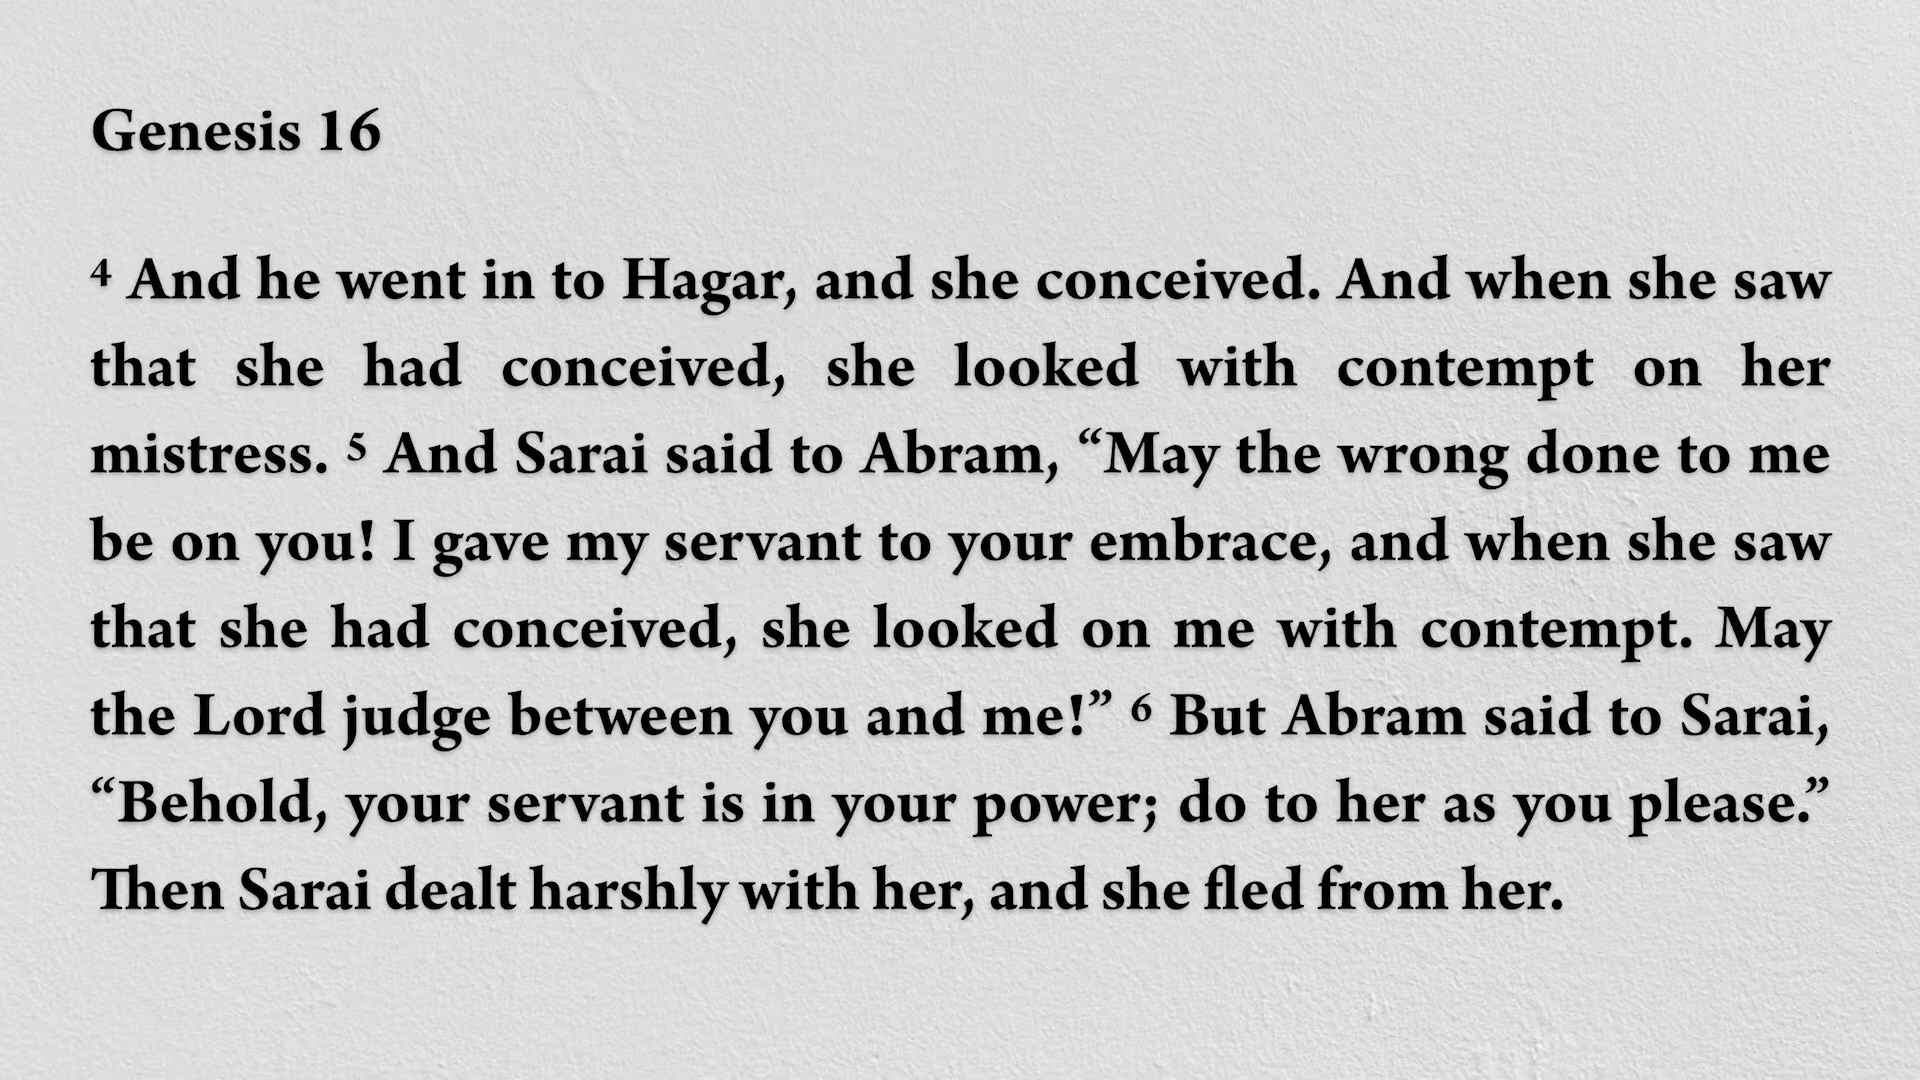 Genesis 16
⁴ And he went in to Hagar, and she conceived. And when she saw
that she had conceived, she looked with contempt on her
mistress. ⁵ And Sarai said to Abram, “May the wrong done to me
be on you! I gave my servant to your embrace, and when she saw
that she had conceived, she looked on me with contempt. May
the Lord judge between you and me!” ⁶ But Abram said to Sarai,
“Behold, your servant is in your power; do to her as you please.”
Then Sarai dealt harshly with her, and she fled from her.